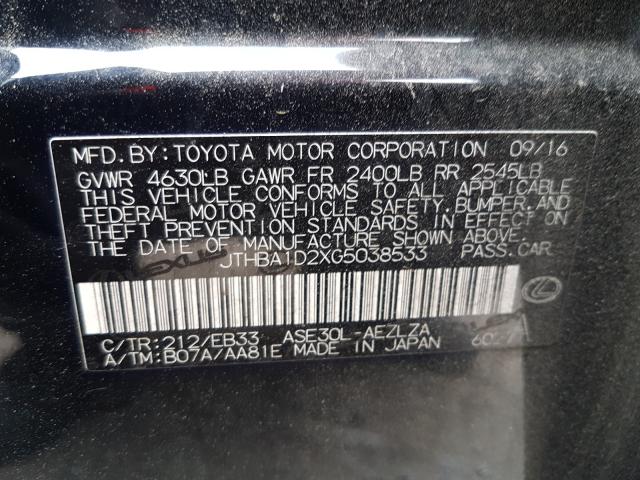 MFD. BY: TOYOTA MOTOR CORPORATION 09/16
GVWR 4630LB GAWR FR 2400LB RR 2545LB
THIS VEHICLE CONFORMS TO ALL APPLICABLE
FEDERAL MOTOR VEHICLE SAFETY, BUMPER, AND
THEFT PREVENTION STANDARDS IN EFFECT ON
THE DATE OF MANUFACTURE SHOWN ABOVE.
JTHBA1D2XG5038533 PASS. CAR
C/TR: 212/EB33 ASE30L-AEZLZA
A/TM: B07A/AA81E MADE IN JAPAN